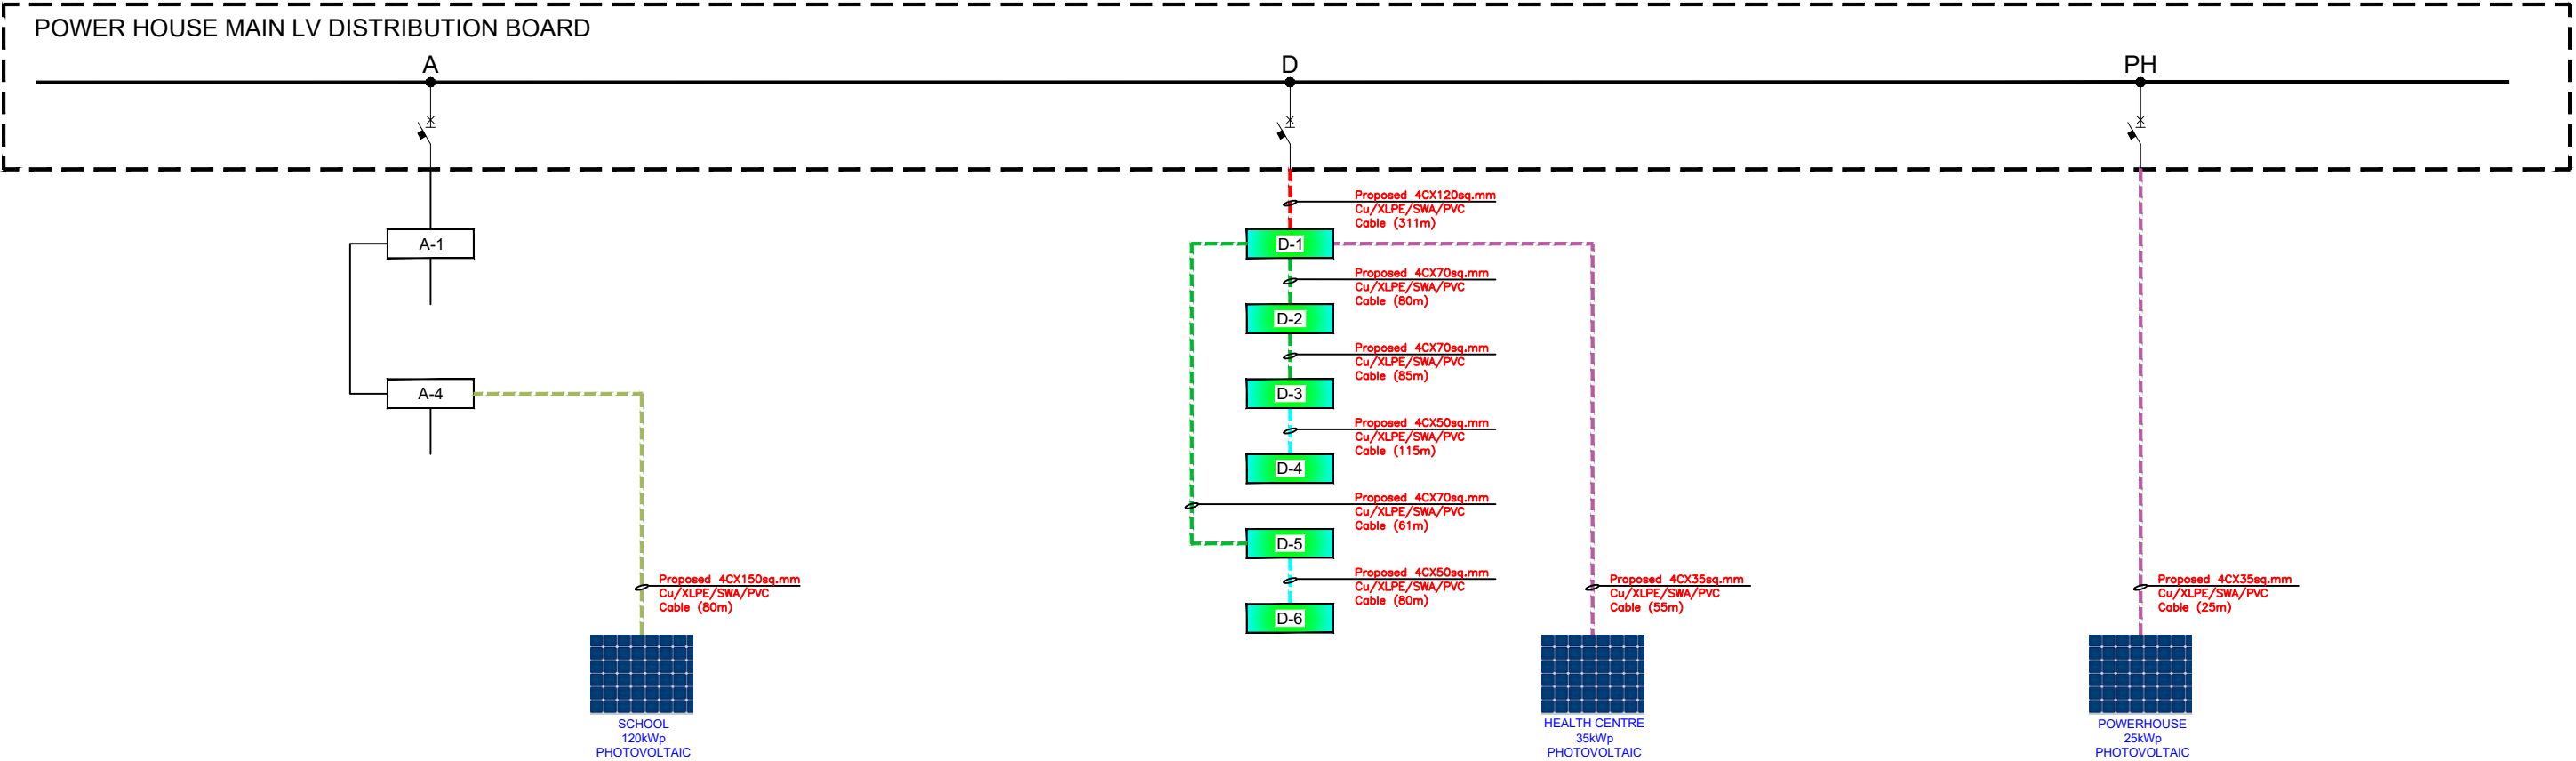 POWER HOUSE MAIN LV DISTRIBUTION BOARD
A
D
PH
Proposed 4CX120sq.mm
Cu/XLPE/SWA/PVC
Cable (311m)
A-1
D-1
Proposed 4CX70sq.mm
Cu/XLPE/SWA/PVC
Cable (80m)
D-2
Proposed 4CX70sq.mm
Cu/XLPE/SWA/PVC
Cable (85m)
A-4
D-3
Proposed 4CX50sq.mm
Cu/XLPE/SWA/PVC
Cable (115m)
D-4
Proposed 4CX70sq.mm
Cu/XLPE/SWA/PVC
Cable (61m)
D-5
Proposed 4CX50sq.mm
Cu/XLPE/SWA/PVC
Cable (80m)
D-6
Proposed 4CX150sq.mm
Cu/XLPE/SWA/PVC
Cable (80m)
Proposed 4CX35sq.mm
Cu/XLPE/SWA/PVC
Cable (55m)
Proposed 4CX35sq.mm
Cu/XLPE/SWA/PVC
Cable (25m)
SCHOOL
120kWp
PHOTOVOLTAIC
HEALTH CENTRE
35kWp
PHOTOVOLTAIC
POWERHOUSE
25kWp
PHOTOVOLTAIC